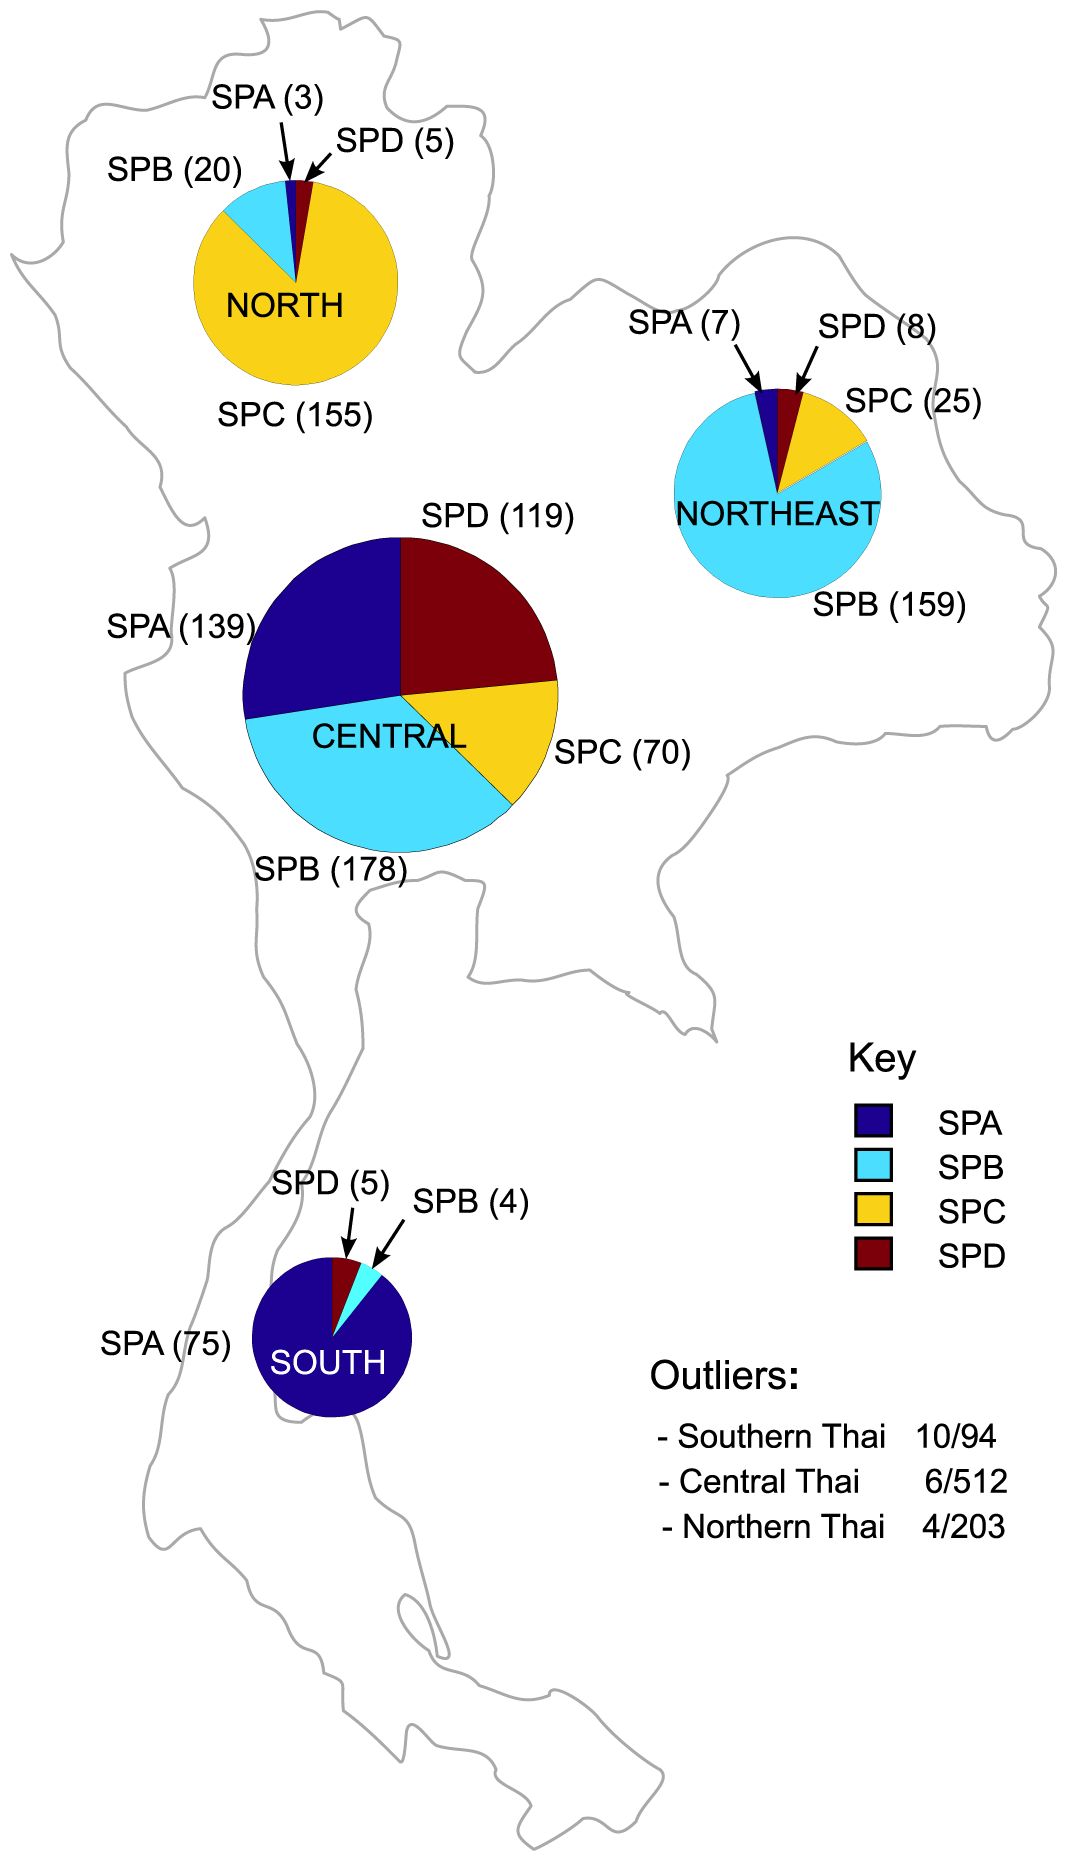 SPA (3)
SPD (5)
SPB (20)
NORTH
SPC (155)
SPA (7)
SPD (8)
SPC (25)
NORTHEAST
SPB (159)
SPD (119)
SPA (139)
CENTRAL
SPC (70)
SPB (178)
Key
SPA
SPB
SPC
SPD
SPD (5)
SPB (4)
SPA (75)
SOUTH
Outliers:
- Southern Thai 10/94
- Central Thai 6/512
- Northern Thai 4/203